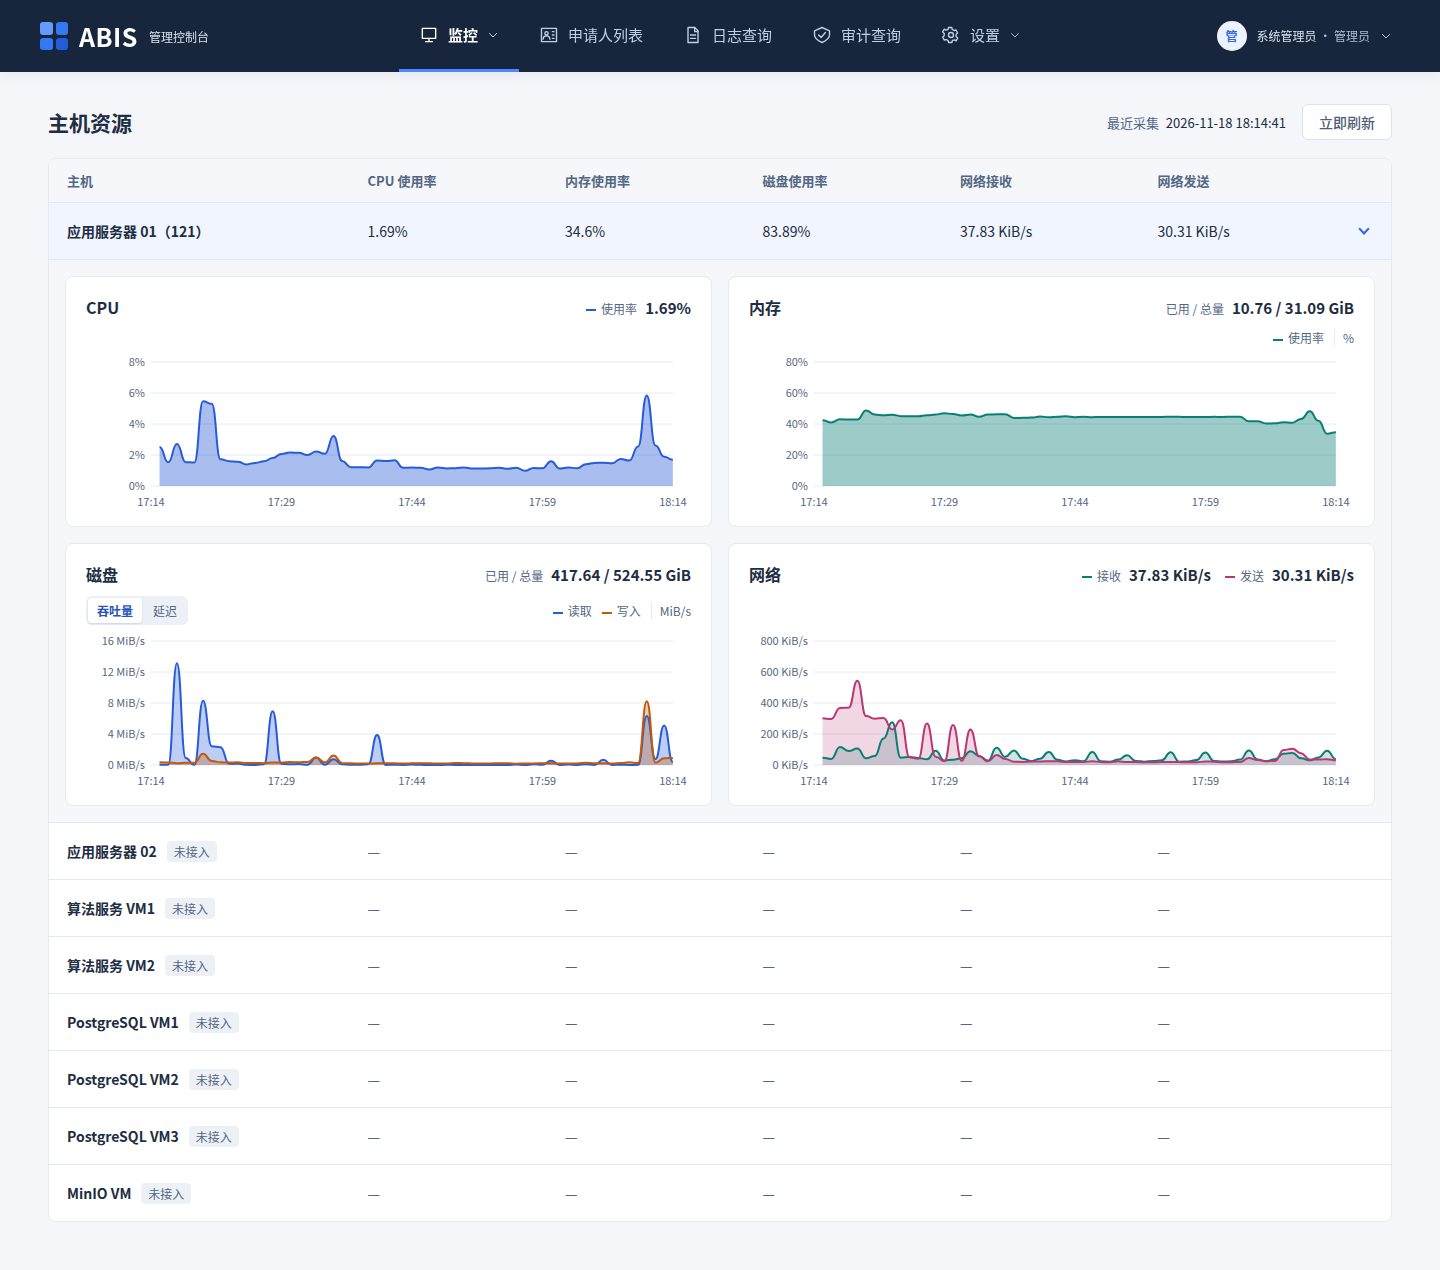 ABIS 管理控制台 监控 申请人列表 日志查询 审计查询 设置 管 系统管理员 · 管理员
主机资源 最近采集 2026-11-18 18:14:41 立即刷新
主机 CPU 使用率 内存使用率 磁盘使用率 网络接收 网络发送
应用服务器 01（121） 1.69% 34.6% 83.89% 37.83 KiB/s 30.31 KiB/s
CPU 使用率 1.69%
8%
6%
4%
2%
0%
17:14 17:29 17:44 17:59 18:14
内存 已用 / 总量 10.76 / 31.09 GiB
使用率 %
80%
60%
40%
20%
0%
17:14 17:29 17:44 17:59 18:14
磁盘 已用 / 总量 417.64 / 524.55 GiB
吞吐量 延迟 读取 写入 MiB/s
16 MiB/s
12 MiB/s
8 MiB/s
4 MiB/s
0 MiB/s
17:14 17:29 17:44 17:59 18:14
网络 接收 37.83 KiB/s 发送 30.31 KiB/s
800 KiB/s
600 KiB/s
400 KiB/s
200 KiB/s
0 KiB/s
17:14 17:29 17:44 17:59 18:14
应用服务器 02 未接入 — — — — —
算法服务 VM1 未接入 — — — — —
算法服务 VM2 未接入 — — — — —
PostgreSQL VM1 未接入 — — — — —
PostgreSQL VM2 未接入 — — — — —
PostgreSQL VM3 未接入 — — — — —
MinIO VM 未接入 — — — — —